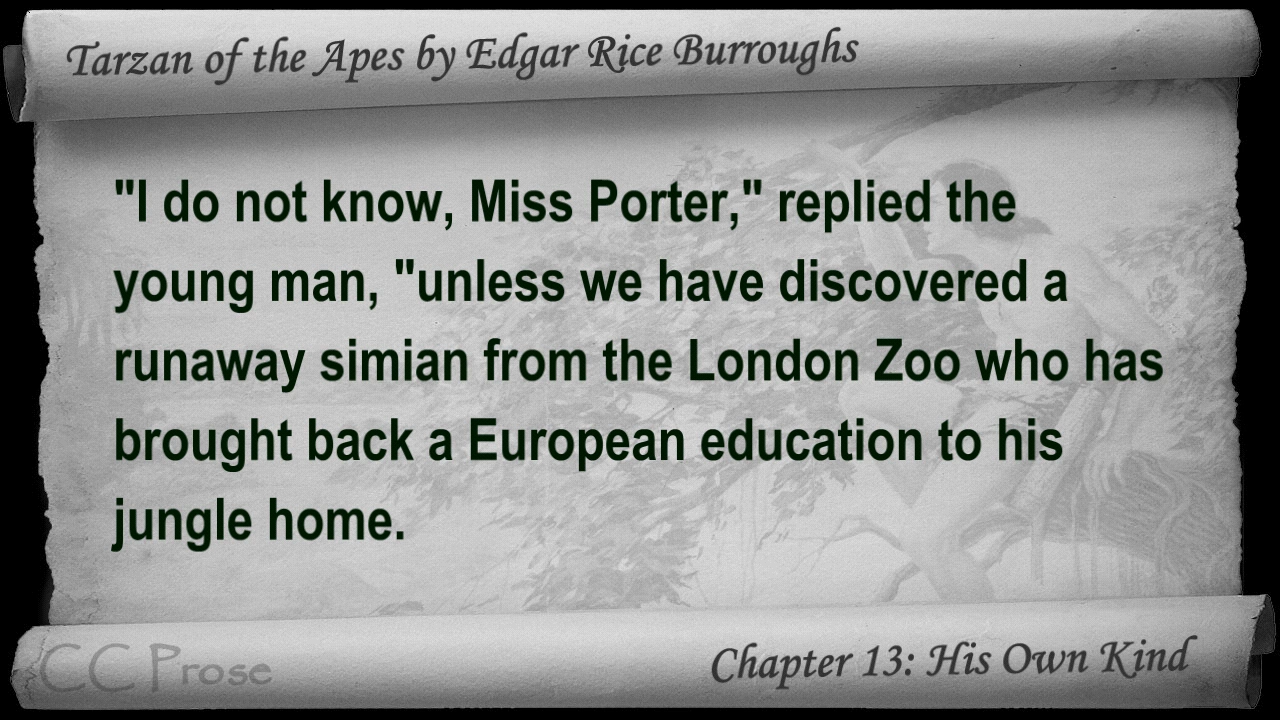 Tarzan of the Apes by Edgar Rice Burroughs
"I do not know, Miss Porter," replied the
young man, "unless we have discovered a
runaway simian from the London Zoo who has
brought back a European education to his
jungle home.
CC Prose
Chapter 13: His Own Kind